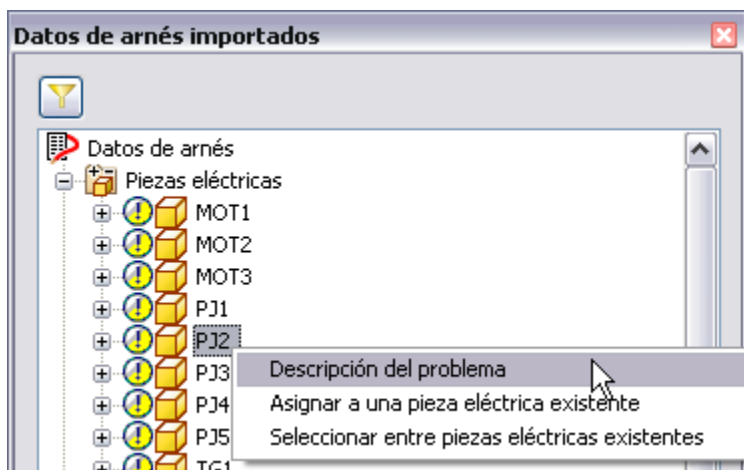 Datos de arnés importados
Datos de arnés
Piezas eléctricas
MOT1
MOT2
MOT3
PJ1
PJ2
Descripción del problema
PJ3
Asignar a una pieza eléctrica existente
PJ4
Seleccionar entre piezas eléctricas existentes
PJ5
TG1